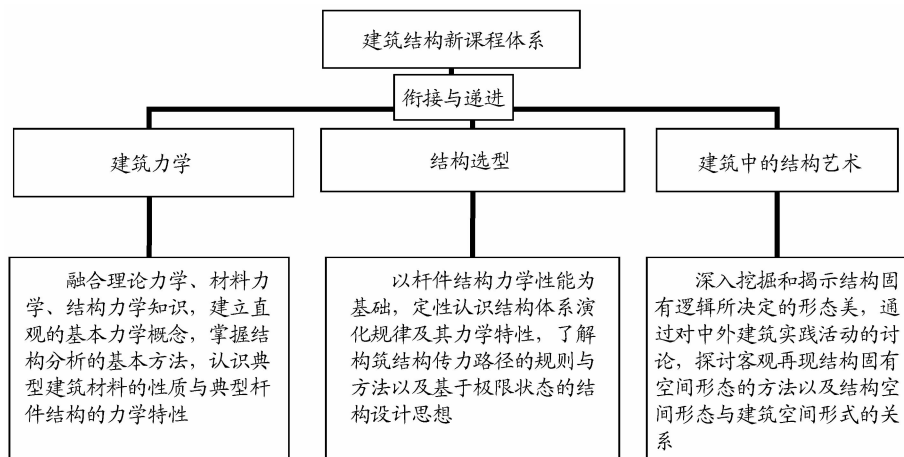 建筑结构新课程体系
衔接与递进
建筑力学
结构选型
建筑中的结构艺术
融合理论力学、材料力
学、结构力学知识，建立直
观的基本力学概念，掌握结
构分析的基本方法，认识典
型建筑材料的性质与典型杆
件结构的力学特性
以杆件结构力学性能为
基础，定性认识结构体系演
化规律及其力学特性，了解
构筑结构传力路径的规则与
方法以及基于极限状态的结
构设计思想
深入挖掘和揭示结构固
有逻辑所决定的形态美，通
过对中外建筑实践活动的讨
论，探讨客观再现结构固有
空间形态的方法以及结构空
间形态与建筑空间形式的关
系